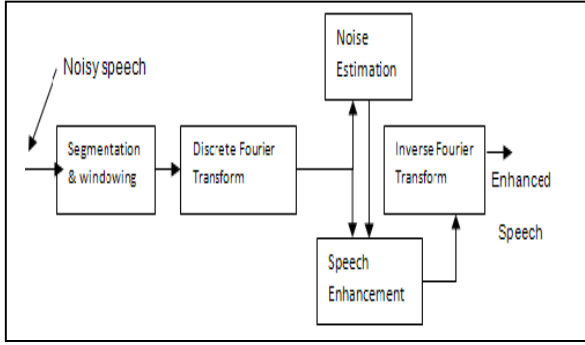 Noise
Estimation
Noisy speech
Segmentation
& windowing
Discrete Fourier
Transform
Inverse Fourier
Transform
Enhanced
Speech
Speech
Enhancement